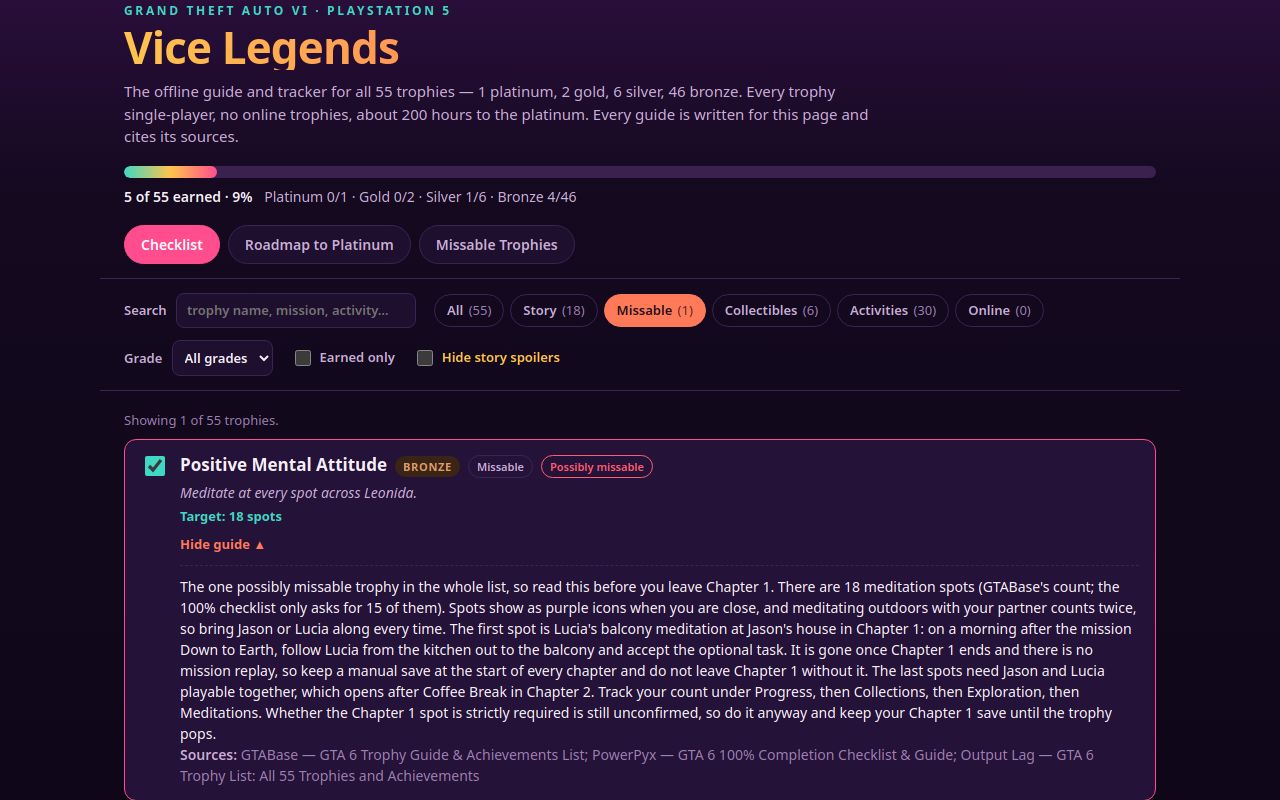 GRAND THEFT AUTO VI · PLAYSTATION 5
Vice Legends
The offline guide and tracker for all 55 trophies — 1 platinum, 2 gold, 6 silver, 46 bronze. Every trophy
single-player, no online trophies, about 200 hours to the platinum. Every guide is written for this page and
cites its sources.
5 of 55 earned · 9% Platinum 0/1 · Gold 0/2 · Silver 1/6 · Bronze 4/46
Checklist Roadmap to Platinum Missable Trophies
Search trophy name, mission, activity... All (55) Story (18) Missable (1) Collectibles (6) Activities (30) Online (0)
Grade All grades Earned only Hide story spoilers
Showing 1 of 55 trophies.
Positive Mental Attitude BRONZE Missable Possibly missable
Meditate at every spot across Leonida.
Target: 18 spots
Hide guide ▲
The one possibly missable trophy in the whole list, so read this before you leave Chapter 1. There are 18 meditation spots (GTABase's count; the
100% checklist only asks for 15 of them). Spots show as purple icons when you are close, and meditating outdoors with your partner counts twice,
so bring Jason or Lucia along every time. The first spot is Lucia's balcony meditation at Jason's house in Chapter 1: on a morning after the mission
Down to Earth, follow Lucia from the kitchen out to the balcony and accept the optional task. It is gone once Chapter 1 ends and there is no
mission replay, so keep a manual save at the start of every chapter and do not leave Chapter 1 without it. The last spots need Jason and Lucia
playable together, which opens after Coffee Break in Chapter 2. Track your count under Progress, then Collections, then Exploration, then
Meditations. Whether the Chapter 1 spot is strictly required is still unconfirmed, so do it anyway and keep your Chapter 1 save until the trophy
pops.
Sources: GTABase — GTA 6 Trophy Guide & Achievements List; PowerPyx — GTA 6 100% Completion Checklist & Guide; Output Lag — GTA 6
Trophy List: All 55 Trophies and Achievements